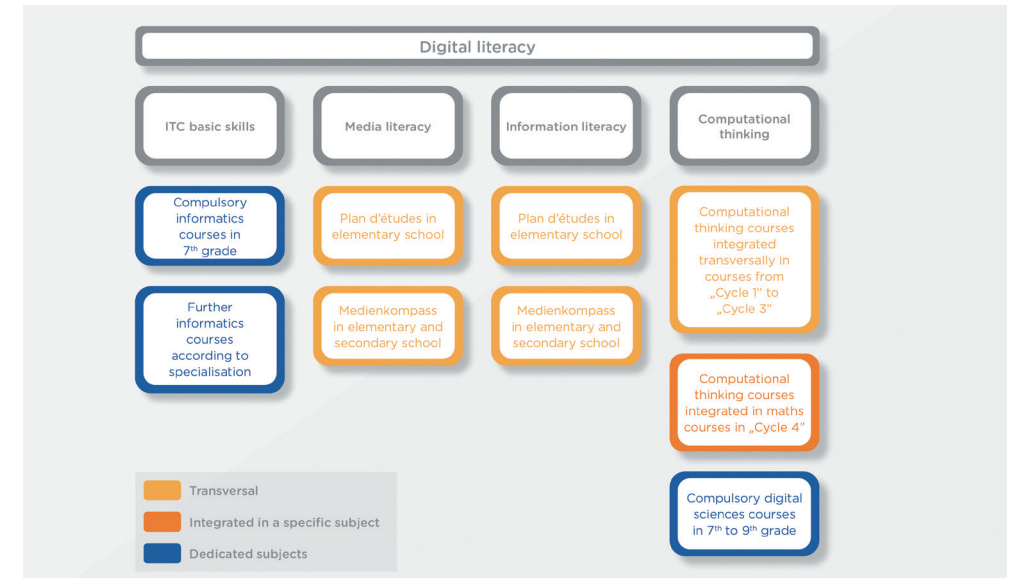 Digital literacy
ITC basic skills
Media literacy
Information literacy
Computational
thinking
Compulsory
informatics
courses in
7th grade
Further
informatics
courses
according to
specialisation
Plan d'études in
elementary school
Medienkompass
in elementary and
secondary school
Plan d'études in
elementary school
Medienkompass
in elementary and
secondary school
Computational
thinking courses
integrated
transversally in
courses from
„Cycle 1" to
„Cycle 3"
Computational
thinking courses
integrated in maths
courses in „Cycle 4"
Compulsory digital
sciences courses
in 7th to 9th grade
Transversal
Integrated in a specific subject
Dedicated subjects